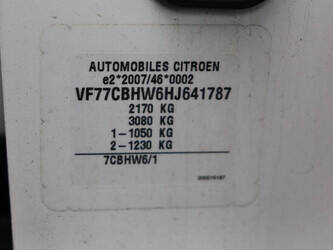 AUTOMOBILES CITROEN
e2*2007/46*0002
VF77CBHW6HJ641787
2170 KG
3080 KG
1-1050 KG
2-1230 KG
7CBHW6/1